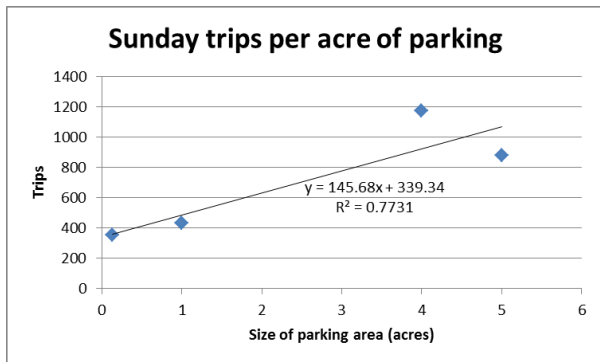 Sunday trips per acre of parking
1400
1200
1000
800
600
400
200
0
Trips
y = 145.68x + 339.34
R² = 0.7731
0 1 2 3 4 5 6
Size of parking area (acres)